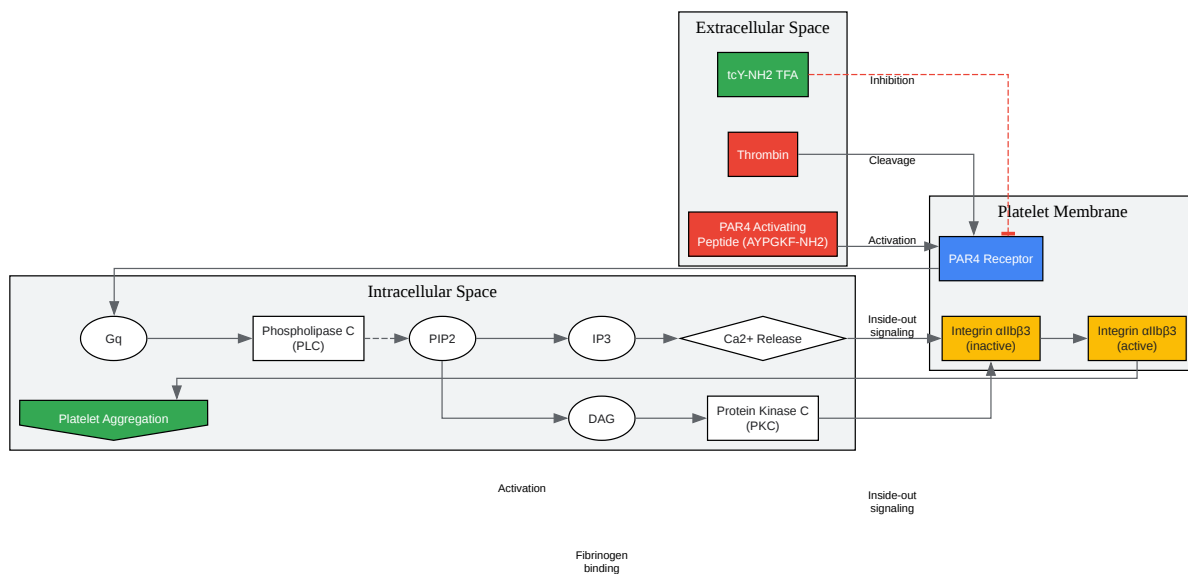 Extracellular Space
tcY-NH2 TFA
Inhibition
Thrombin
Cleavage
PAR4 Activating
Peptide (AYPGKF-NH2)
Activation
Platelet Membrane
PAR4 Receptor
Intracellular Space
Gq
Phospholipase C
(PLC)
PIP2
IP3
Ca2+ Release
Inside-out
signaling
Integrin αIIbβ3
(inactive)
Integrin αIIbβ3
(active)
Platelet Aggregation
DAG
Protein Kinase C
(PKC)
Activation
Inside-out
signaling
Fibrinogen
binding